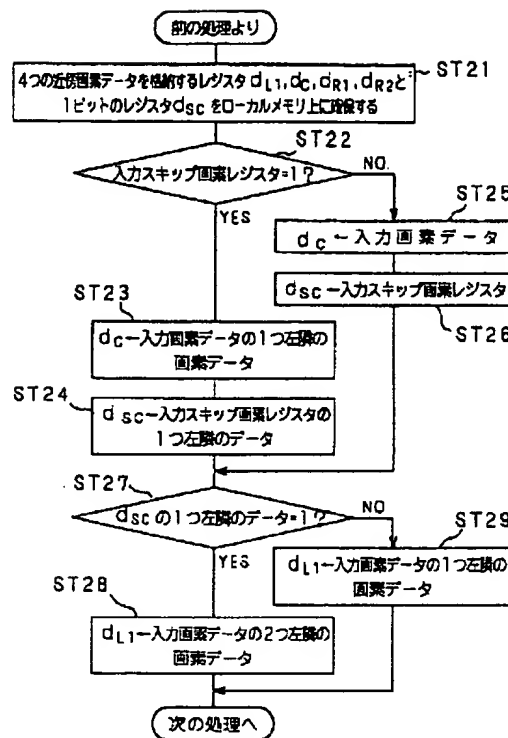 前の処理より
ST21
4つの近傍画素データを格納するレジスタdL1, dC, dR1, dR2と
1ビットのレジスタdSCをローカルメモリ上に確保する
ST22
入力スキップ画素レジスタ=1?
NO.
YES
ST25
dC←入力画素データ
dSC←入力スキップ画素レジスタ
ST26
ST23
dC←入力画素データの1つ左隣の
画素データ
ST24
dSC←入力スキップ画素レジスタの
1つ左隣のデータ
ST27
dSCの1つ左隣のデータ=1?
NO
YES
ST29
dL1←入力画素データの1つ左隣の
画素データ
ST28
dL1←入力画素データの2つ左隣の
画素データ
次の処理へ